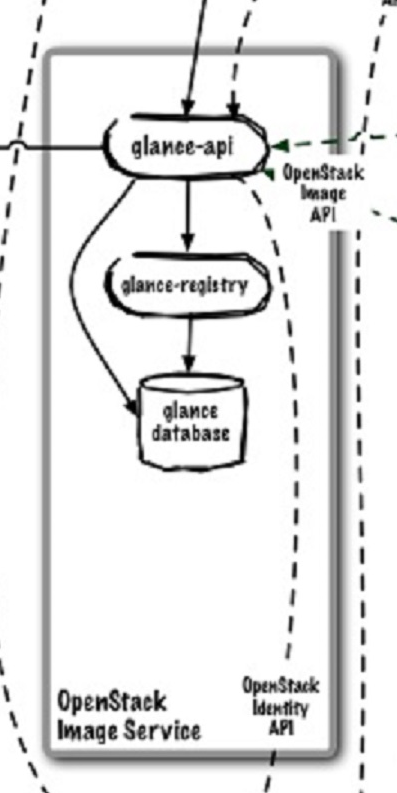 glance-api
OpenStack
Image
API
glance-registry
glance
database
OpenStack
Identity
API
OpenStack
Image Service